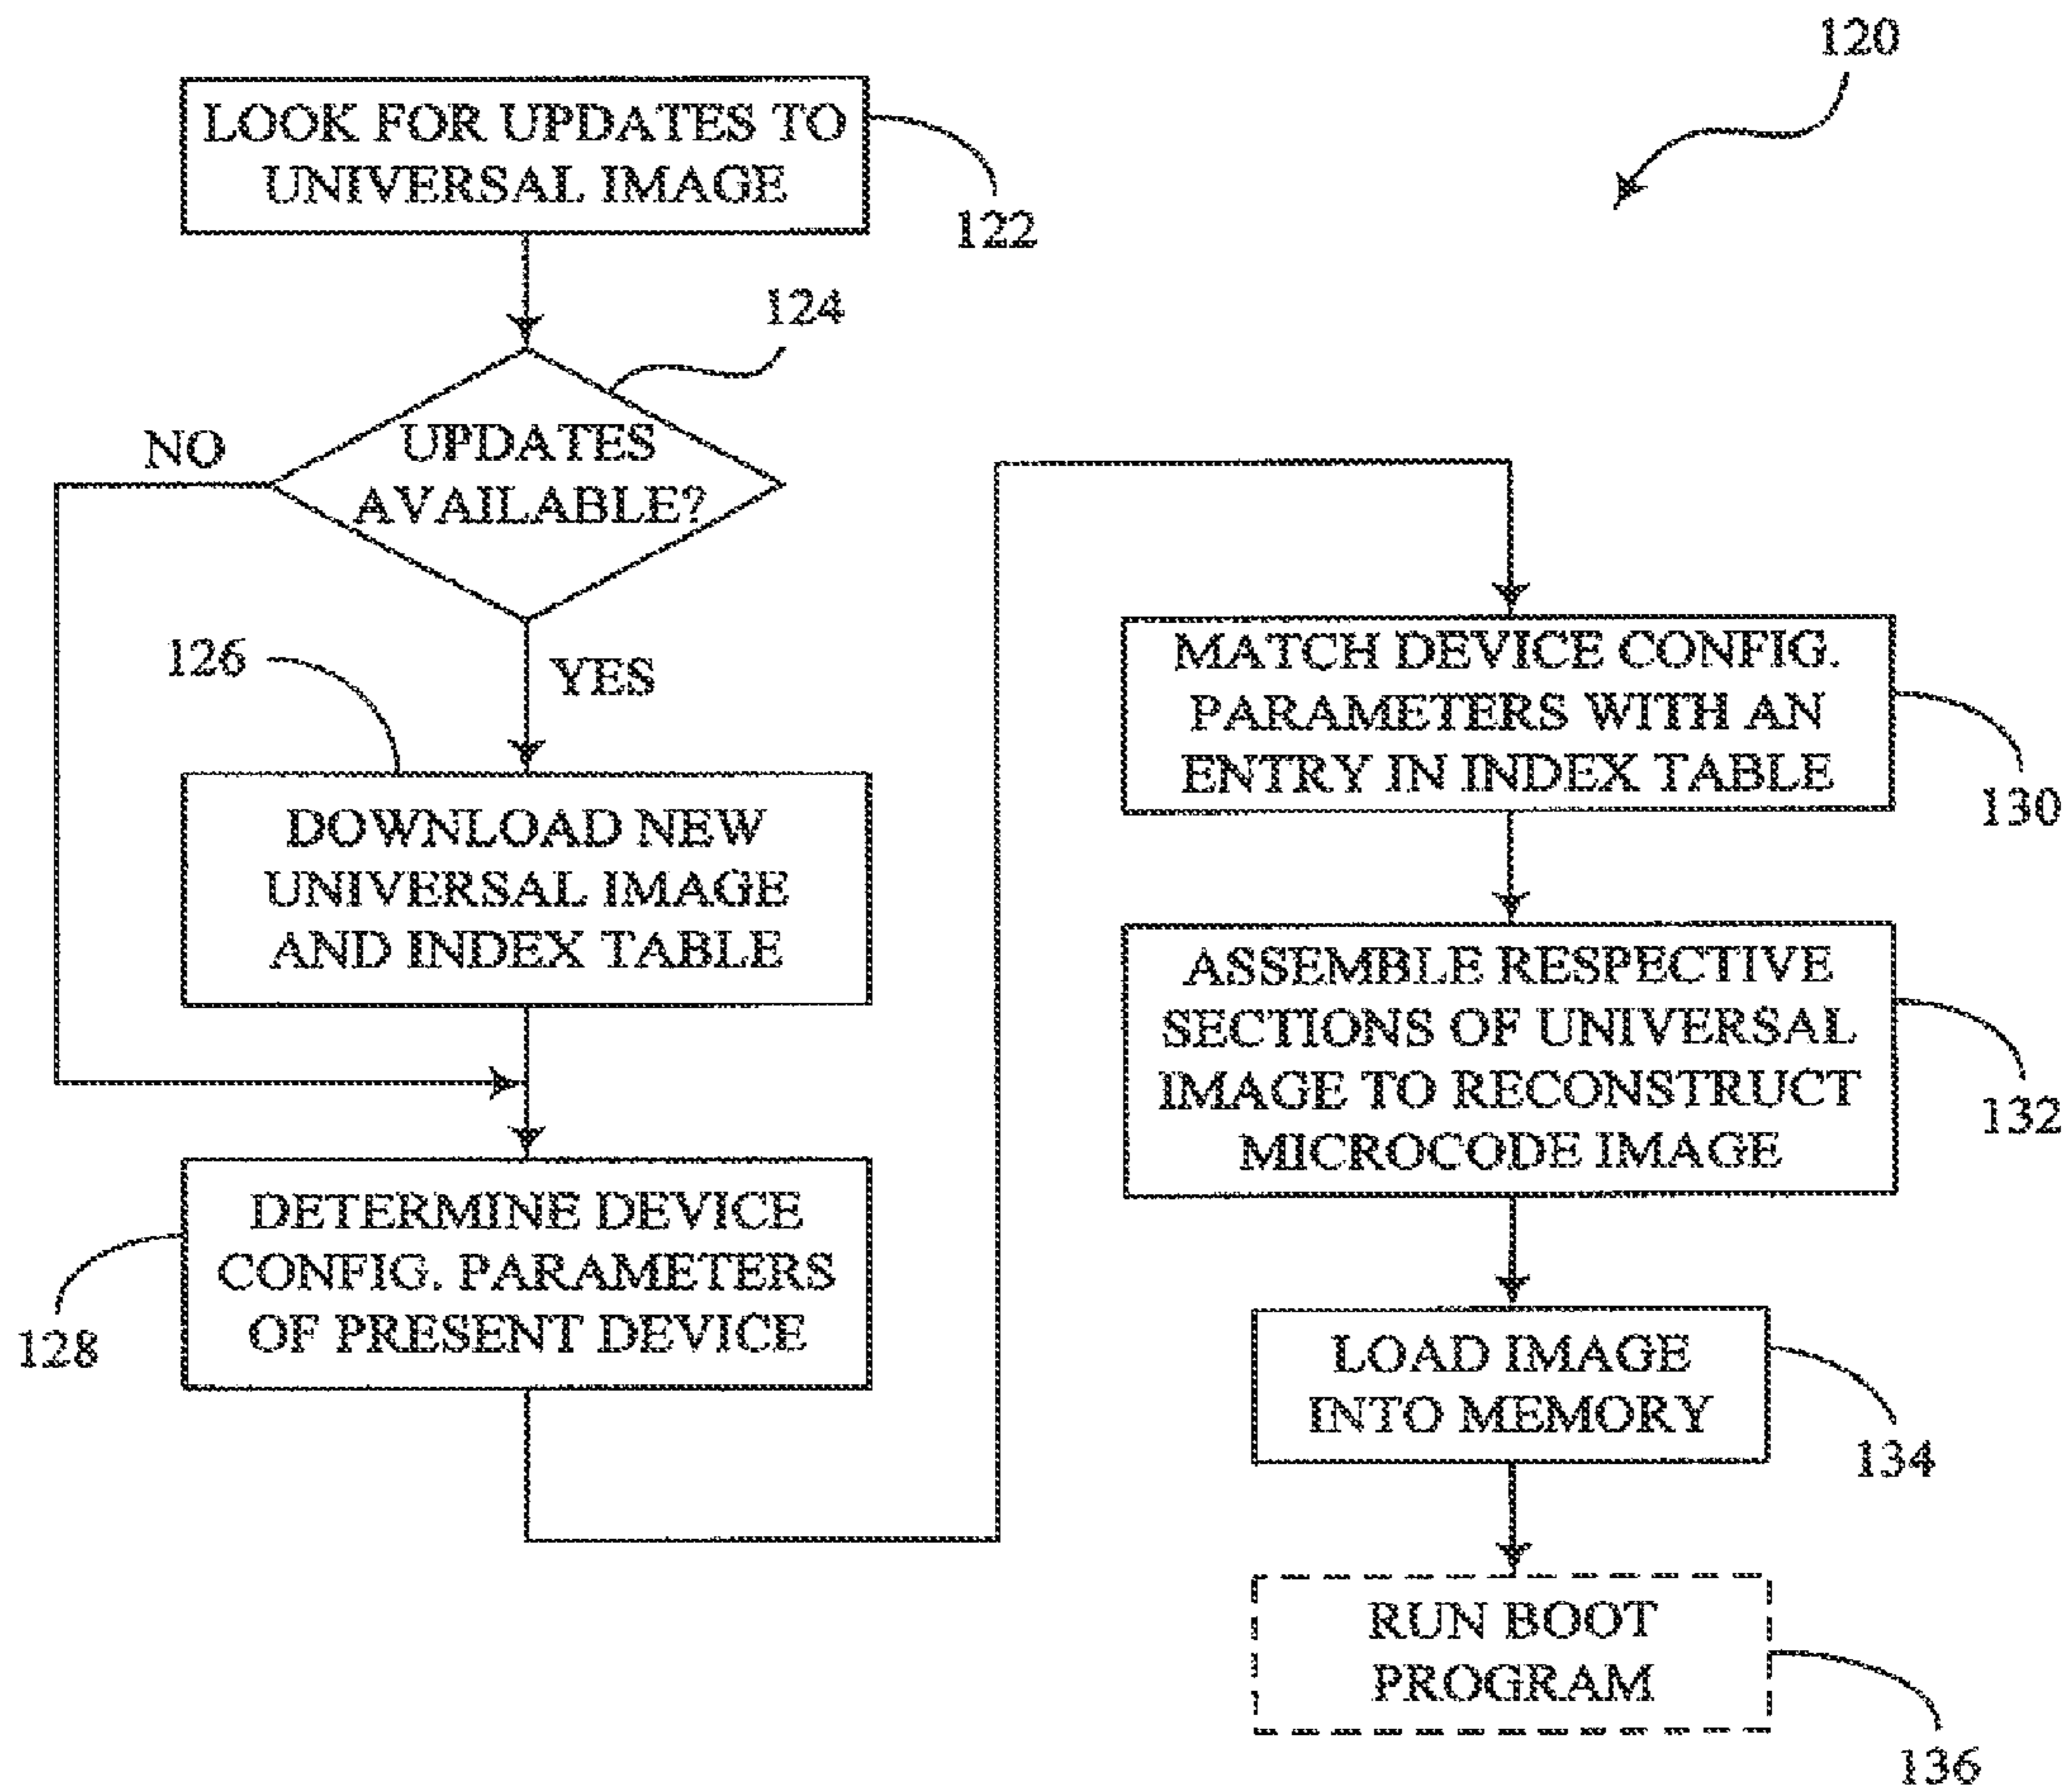 120
LOOK FOR UPDATES TO
UNIVERSAL IMAGE
122
124
UPDATES
AVAILABLE?
NO
YES
126
DOWNLOAD NEW
UNIVERSAL IMAGE
AND INDEX TABLE
DETERMINE DEVICE
CONFIG. PARAMETERS
OF PRESENT DEVICE
128
MATCH DEVICE CONFIG.
PARAMETERS WITH AN
ENTRY IN INDEX TABLE
130
ASSEMBLE RESPECTIVE
SECTIONS OF UNIVERSAL
IMAGE TO RECONSTRUCT
MICROCODE IMAGE
132
LOAD IMAGE
INTO MEMORY
134
RUN BOOT
PROGRAM
136